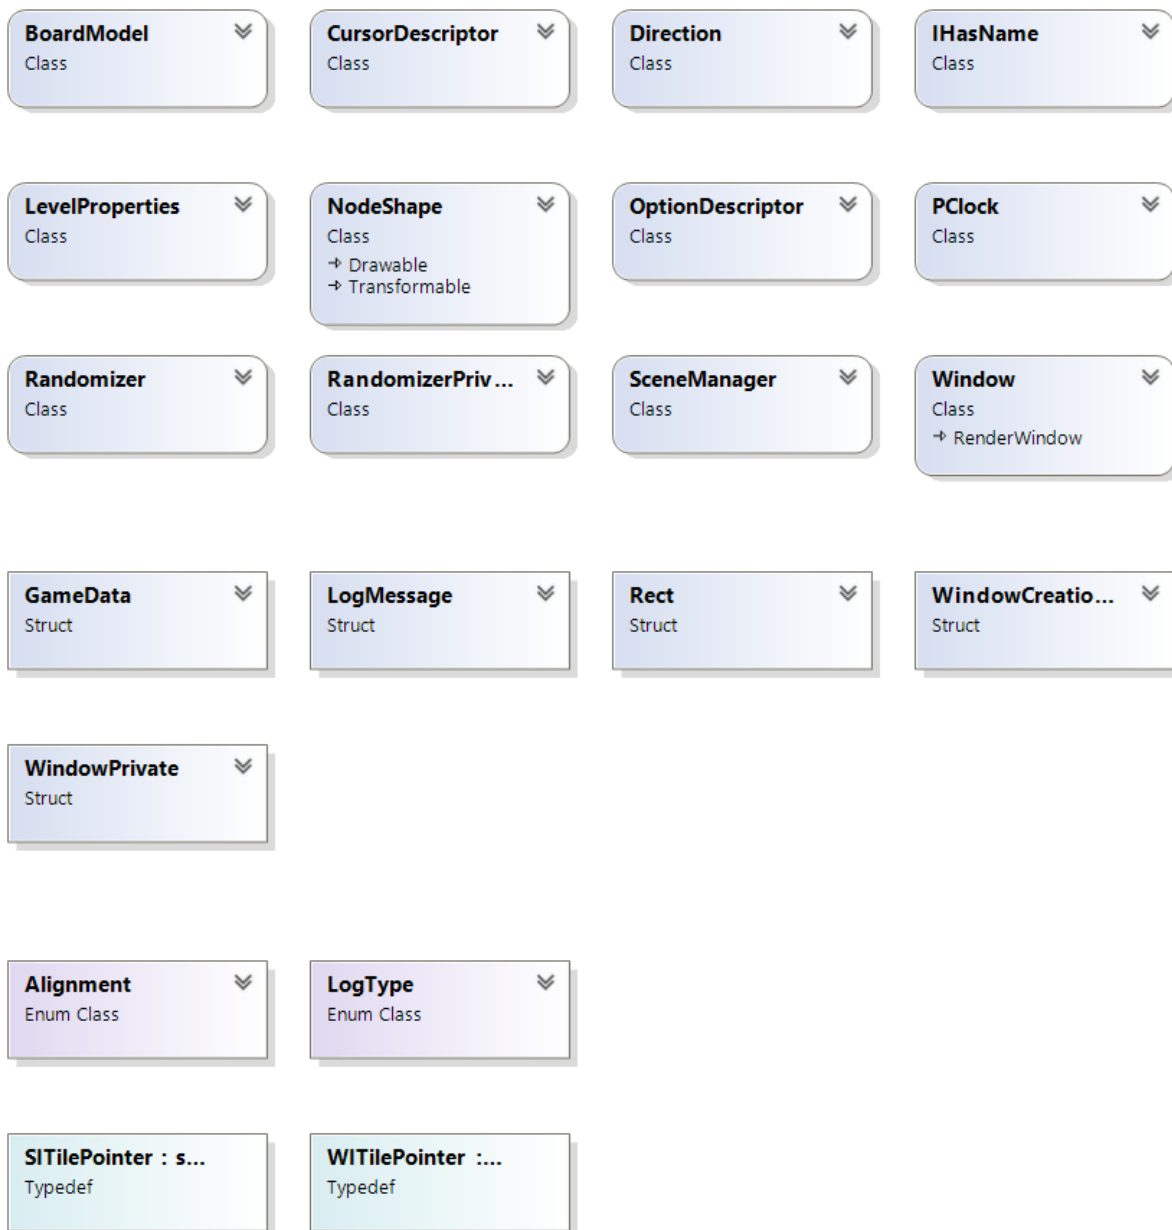 BoardModel
Class
CursorDescriptor
Class
Direction
Class
IHasName
Class
LevelProperties
Class
NodeShape
Class
Drawable
Transformable
OptionDescriptor
Class
PClock
Class
Randomizer
Class
RandomizerPriv...
Class
SceneManager
Class
Window
Class
RenderWindow
GameData
Struct
LogMessage
Struct
Rect
Struct
WindowCreatio...
Struct
WindowPrivate
Struct
Alignment
Enum Class
LogType
Enum Class
SITilePointer : s...
Typedef
WITilePointer :...
Typedef